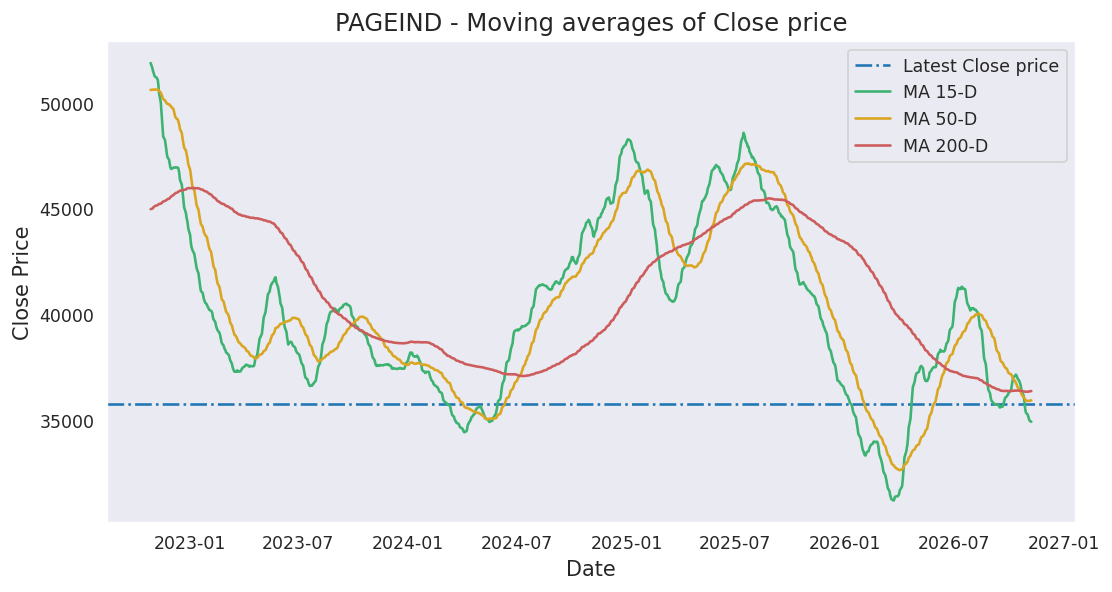 PAGEIND - Moving averages of Close price
Latest Close price
MA 15-D
MA 50-D
MA 200-D
50000
45000
40000
35000
Close Price
2023-01
2023-07
2024-01
2024-07
2025-01
2025-07
2026-01
2026-07
2027-01
Date